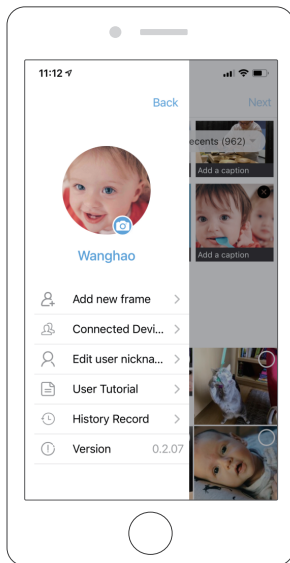 11:12
Back
Next
ecents (962)
Add a caption
Add a caption
Wanghao
Add new frame
Connected Devi...
Edit user nickna...
User Tutorial
History Record
Version 0.2.07